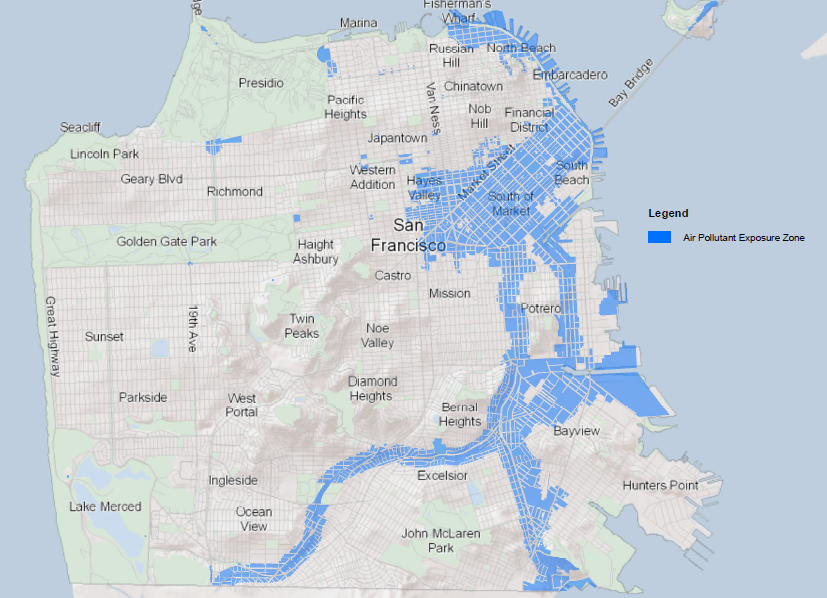 ge
Fisherman's
Wharf
Marina
Russian
Hill
North Beach
Presidio
Chinatown
Embarcadero
Bay Bridge
Pacific
Heights
Van Ness
Nob
Hill
Financial
District
Seacliff
Japantown
Lincoln Park
Market Street
Geary Blvd
Western
Addition
Hayes
Valley
South
Beach
Richmond
South of
Market
Legend
Air Pollutant Exposure Zone
San
Francisco
Golden Gate Park
Haight
Ashbury
Castro
Mission
Great Highway
19th Ave
Potrero
Twin
Peaks
Sunset
Noe
Valley
Diamond
Heights
Parkside
West
Portal
Bernal
Heights
Bayview
Excelsior
Ingleside
Hunters Point
Lake Merced
Ocean
View
John McLaren
Park